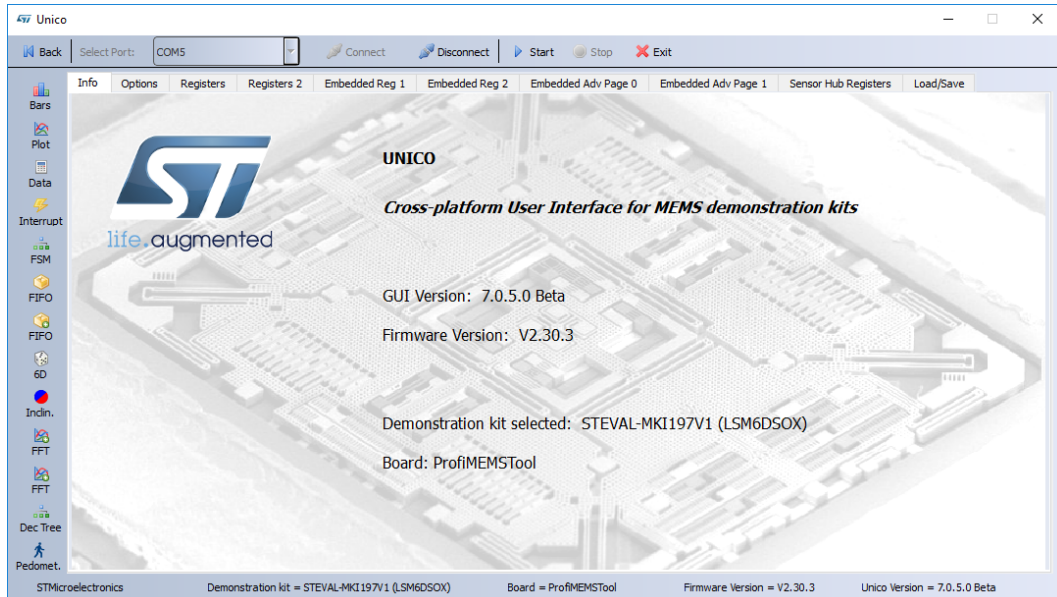 Unico
Back Select Port: COM5 Connect Disconnect Start Stop Exit
Info Options Registers Registers 2 Embedded Reg 1 Embedded Reg 2 Embedded Adv Page 0 Embedded Adv Page 1 Sensor Hub Registers Load/Save
Bars
Plot
Data
Interrupt
FSM
FIFO
FIFO
6D
Inclin.
FFT
FFT
Dec Tree
Pedomet.
ST
life.augmented
UNICO
Cross-platform User Interface for MEMS demonstration kits
GUI Version: 7.0.5.0 Beta
Firmware Version: V2.30.3
Demonstration kit selected: STEVAL-MKI197V1 (LSM6DSOX)
Board: ProfiMEMSTool
STMicroelectronics Demonstration kit = STEVAL-MKI197V1 (LSM6DSOX) Board = ProfiMEMSTool Firmware Version = V2.30.3 Unico Version = 7.0.5.0 Beta